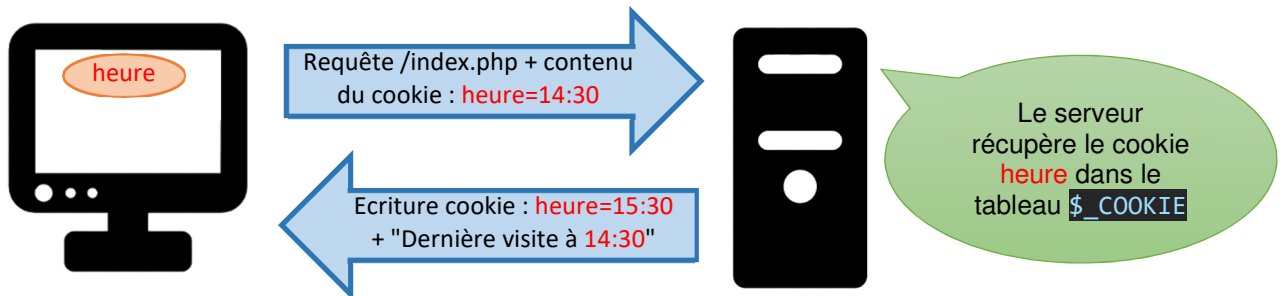 heure
Requête /index.php + contenu
du cookie : heure=14:30
Ecriture cookie : heure=15:30
+ "Dernière visite à 14:30"
Le serveur
récupère le cookie
heure dans le
tableau $_COOKIE